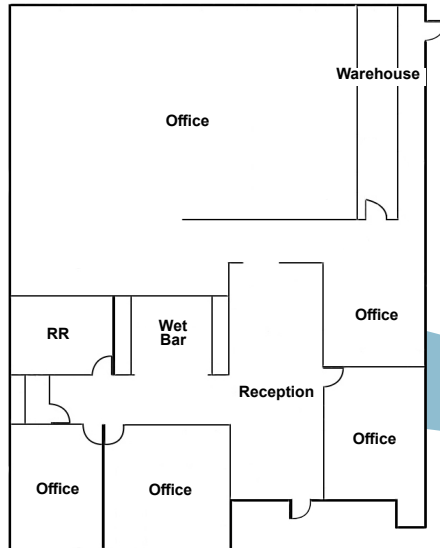 Warehouse
Office
Office
RR
Wet
Bar
Reception
Office
Office
Office